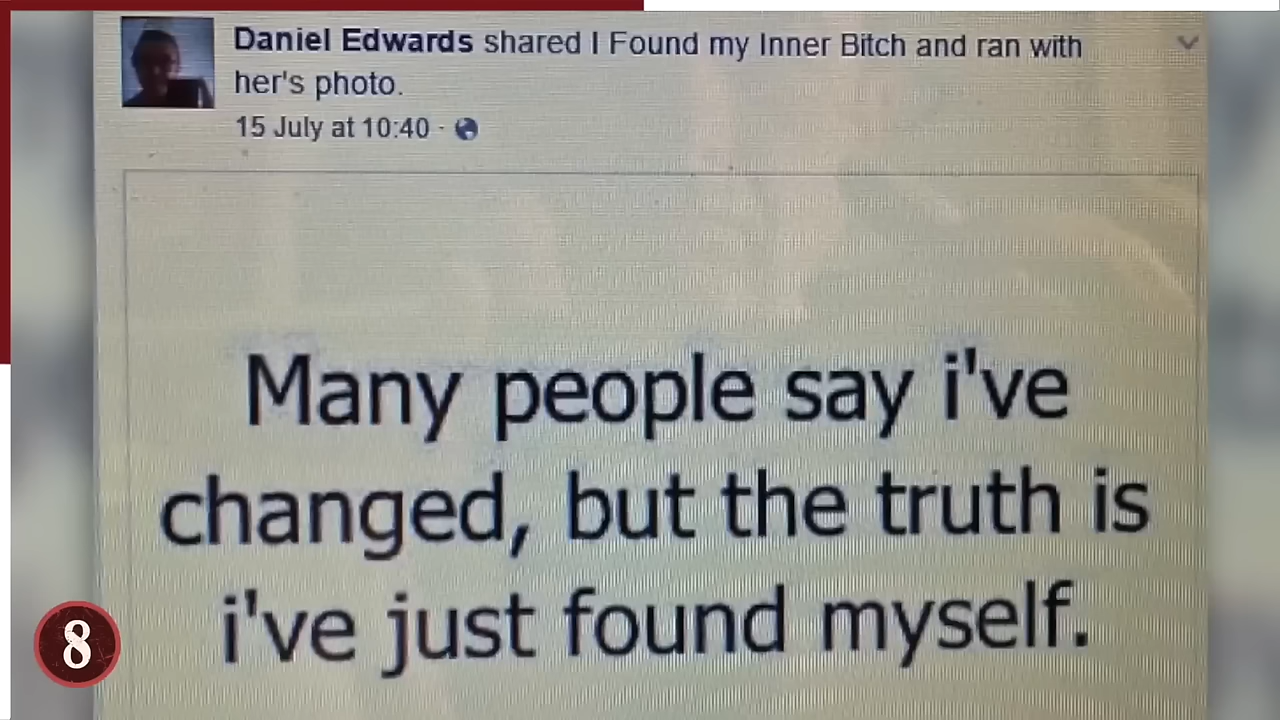 Daniel Edwards shared I Found my Inner Bitch and ran with
her's photo.
15 July at 10:40 ·
Many people say i've
changed, but the truth is
i've just found myself.
8